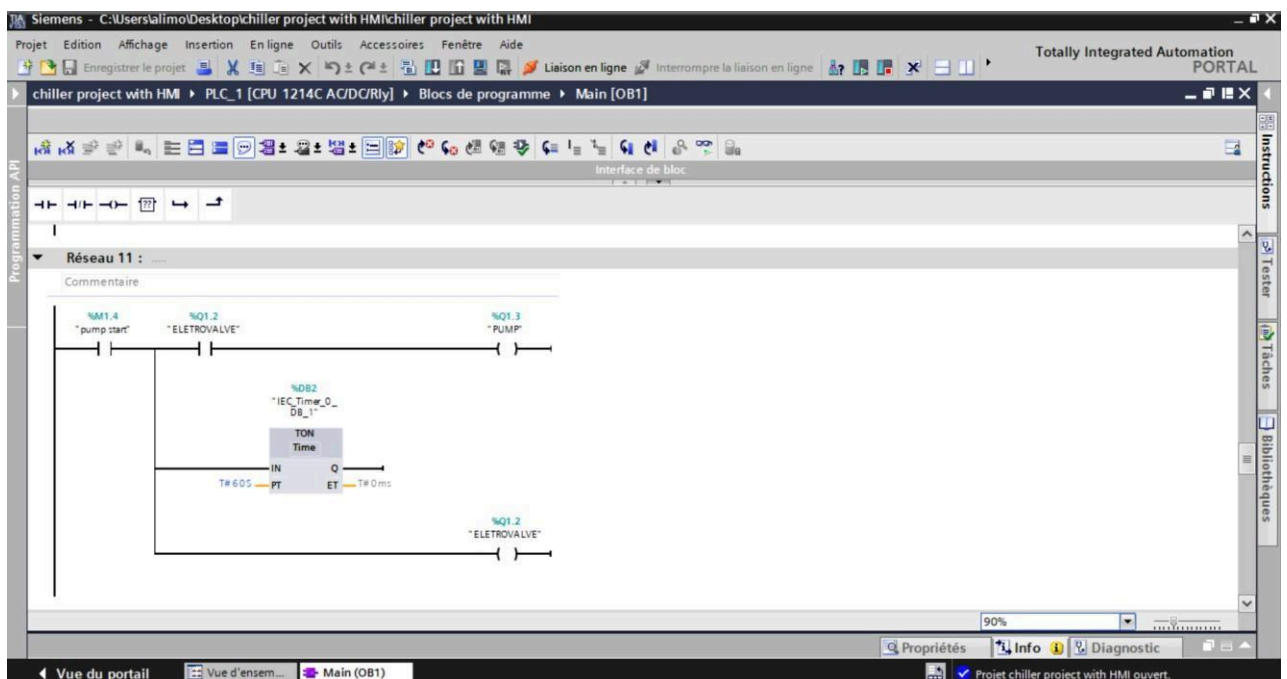 Siemens - C:\Users\alimo\Desktop\chiller project with HMI\chiller project with HMI
Projet Edition Affichage Insertion En ligne Outils Accessoires Fenêtre Aide
Totally Integrated Automation
PORTAL
Enregistrer le projet
Liaison en ligne
Interrompre la liaison en ligne
chiller project with HMI PLC_1 [CPU 1214C AC/DC/Rly] Blocs de programme Main [OB1]
Interface de bloc
Programmation API
Instructions
Tester
Tâches
Bibliothèques
Réseau 11 : .....
Commentaire
%M1.4
"pump start"
%Q1.2
"ELETROVALVE"
%Q1.3
"PUMP"
%DB2
"IEC_Timer_0_
DB_1"
TON
Time
IN Q
T#60S PT ET T#0ms
%Q1.2
"ELETROVALVE"
90%
Propriétés Info Diagnostic
Vue du portail Vue d'ensem... Main (OB1) Projet chiller project with HMI ouvert.